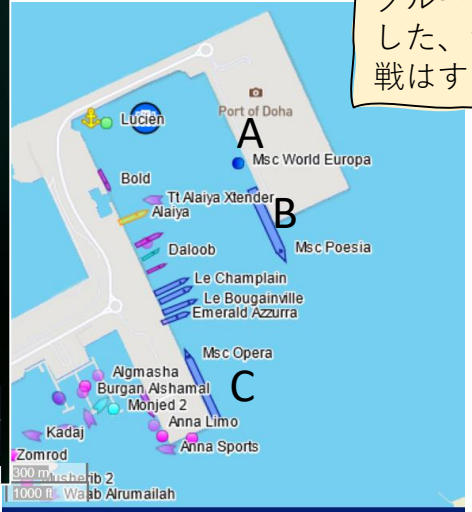 した、
戦はす
Port of Doha
A
Lucien
Msc World Europa
Bold
Tt Alaiya Xtender
Alaiya
B
Msc Poesia
Daloob
Le Champlain
Le Bougainville
Emerald Azzurra
Msc Opera
C
Algmasha
Burgan Alshamal
Monjed 2
Anna Limo
Kadaj
Anna Sports
Zomrod
300 m
Musherib 2
1000 ft
Waab Alrumailah